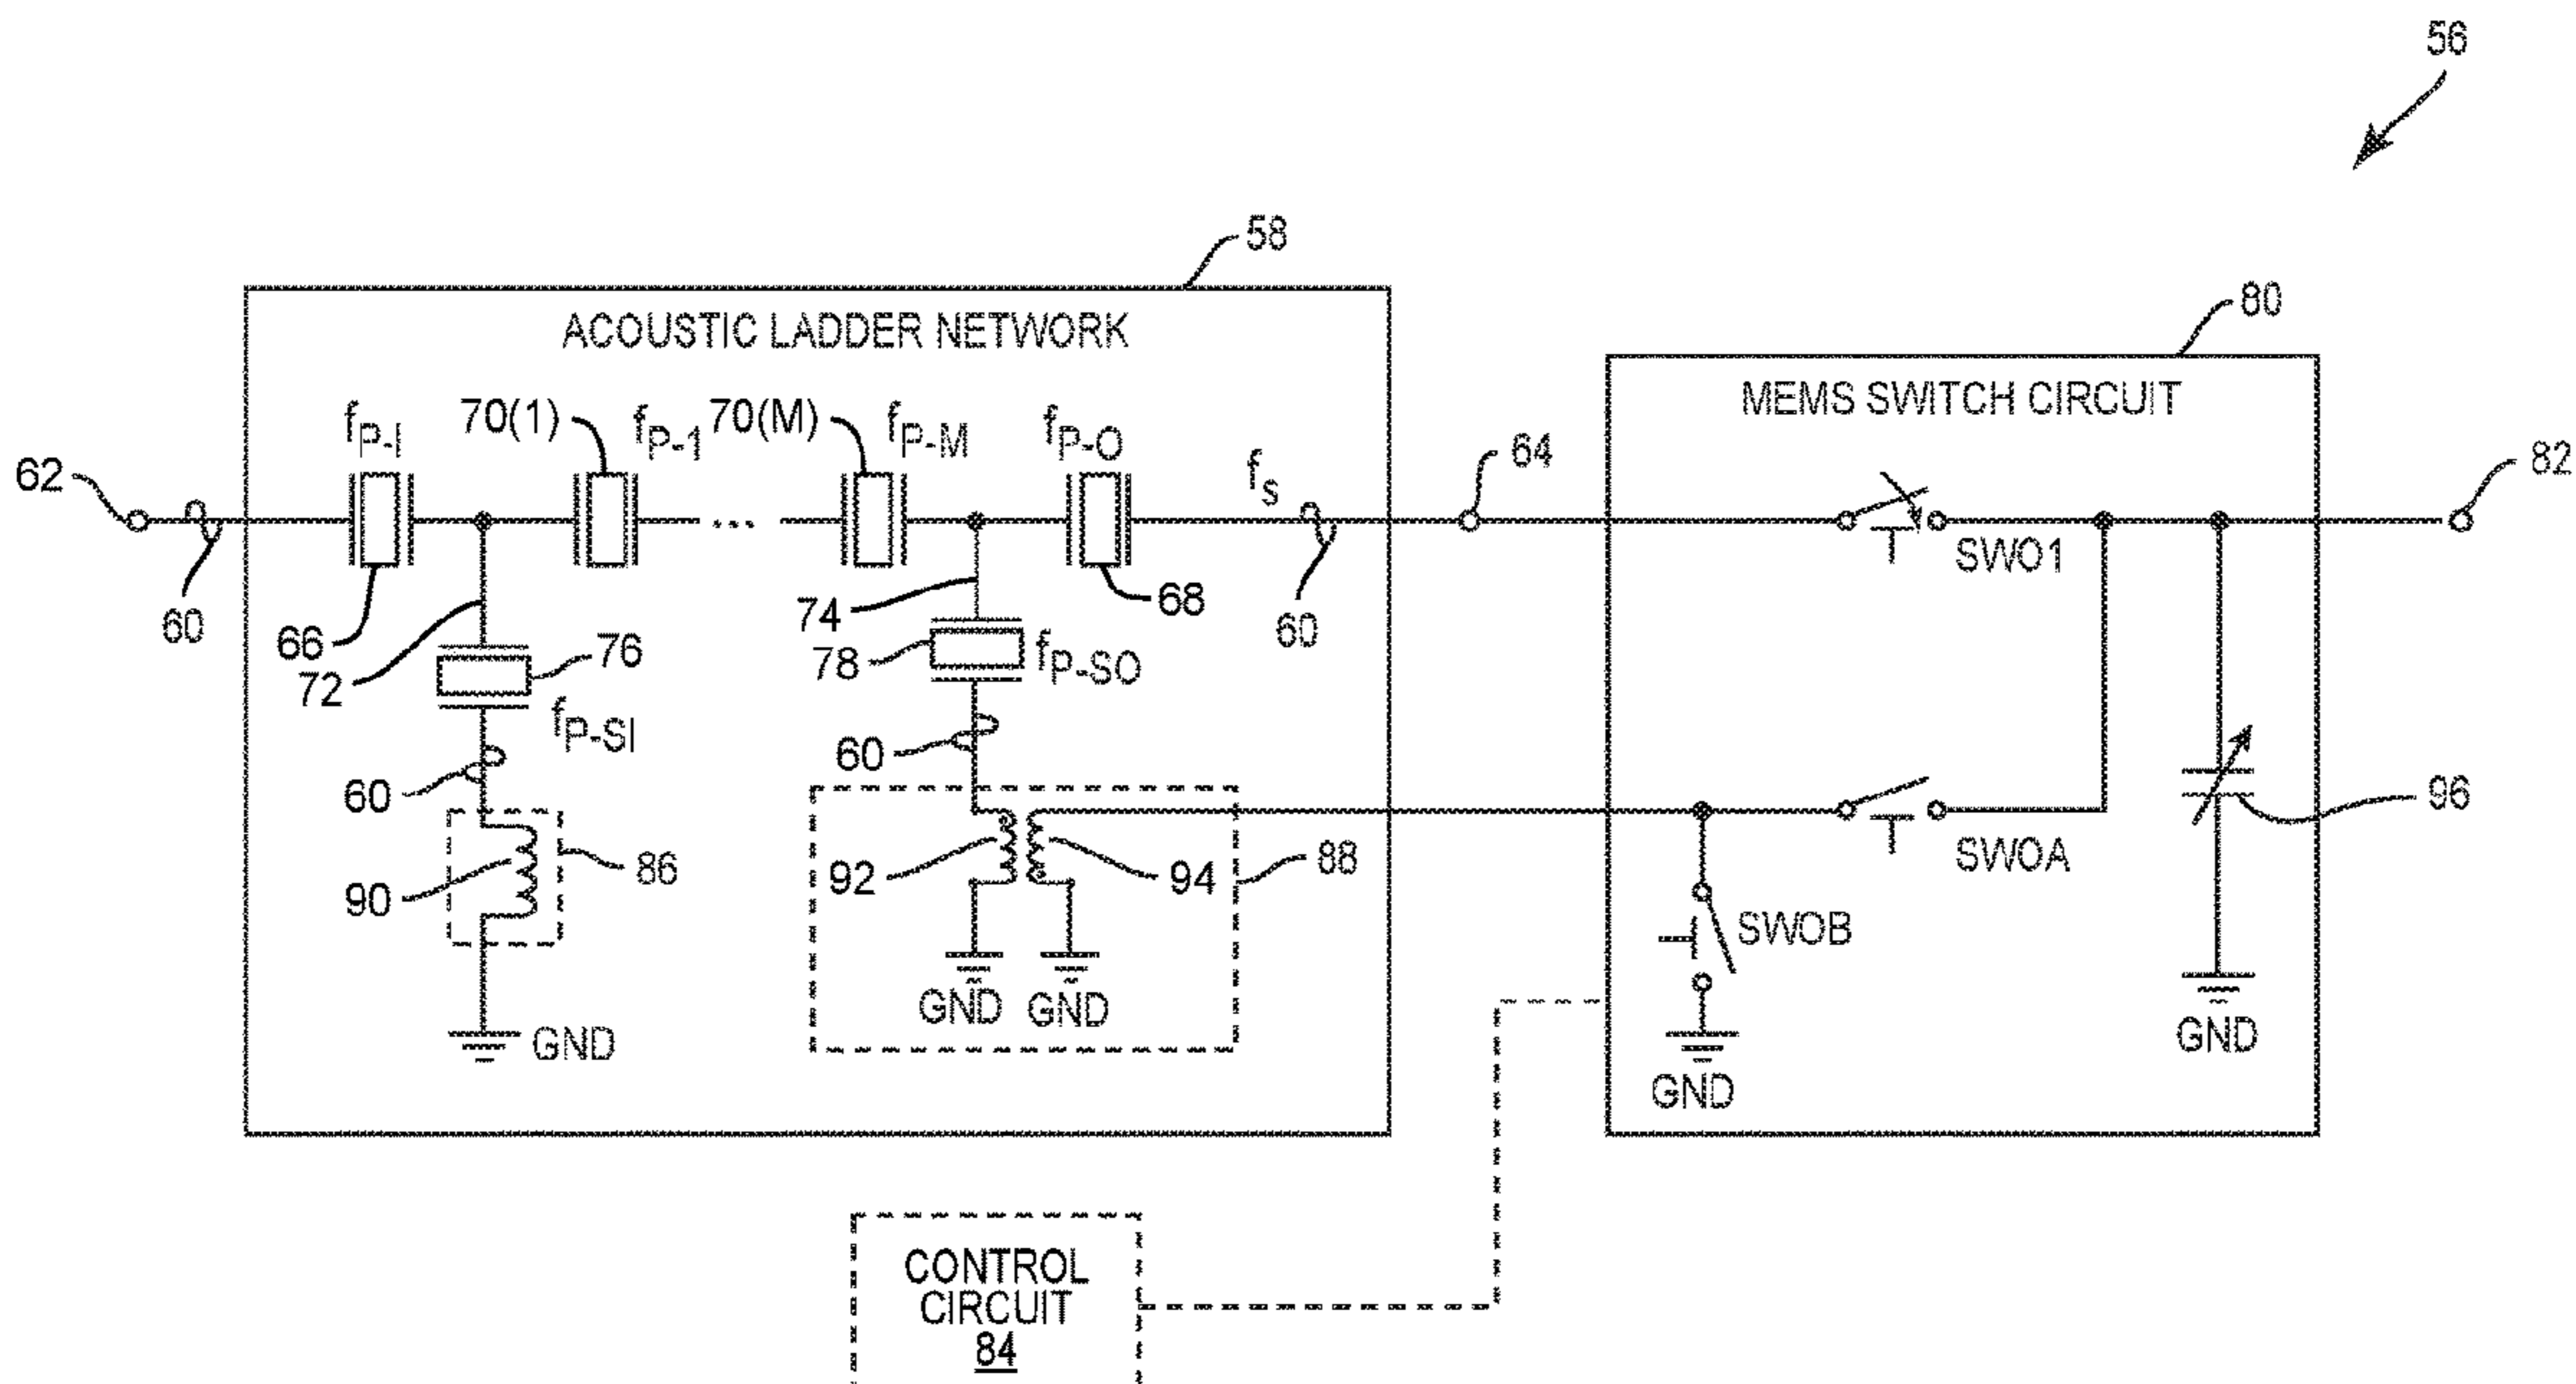 56
58
80
ACOUSTIC LADDER NETWORK
MEMS SWITCH CIRCUIT
fP-I
70(1)
fP-1
70(M)
fP-M
fP-O
fS
62
64
82
60
66
72
76
fP-SI
74
78
fP-SO
68
60
SWO1
60
60
90
86
92
94
88
SWOA
96
SWOB
GND
GND
GND
GND
GND
CONTROL
CIRCUIT
84